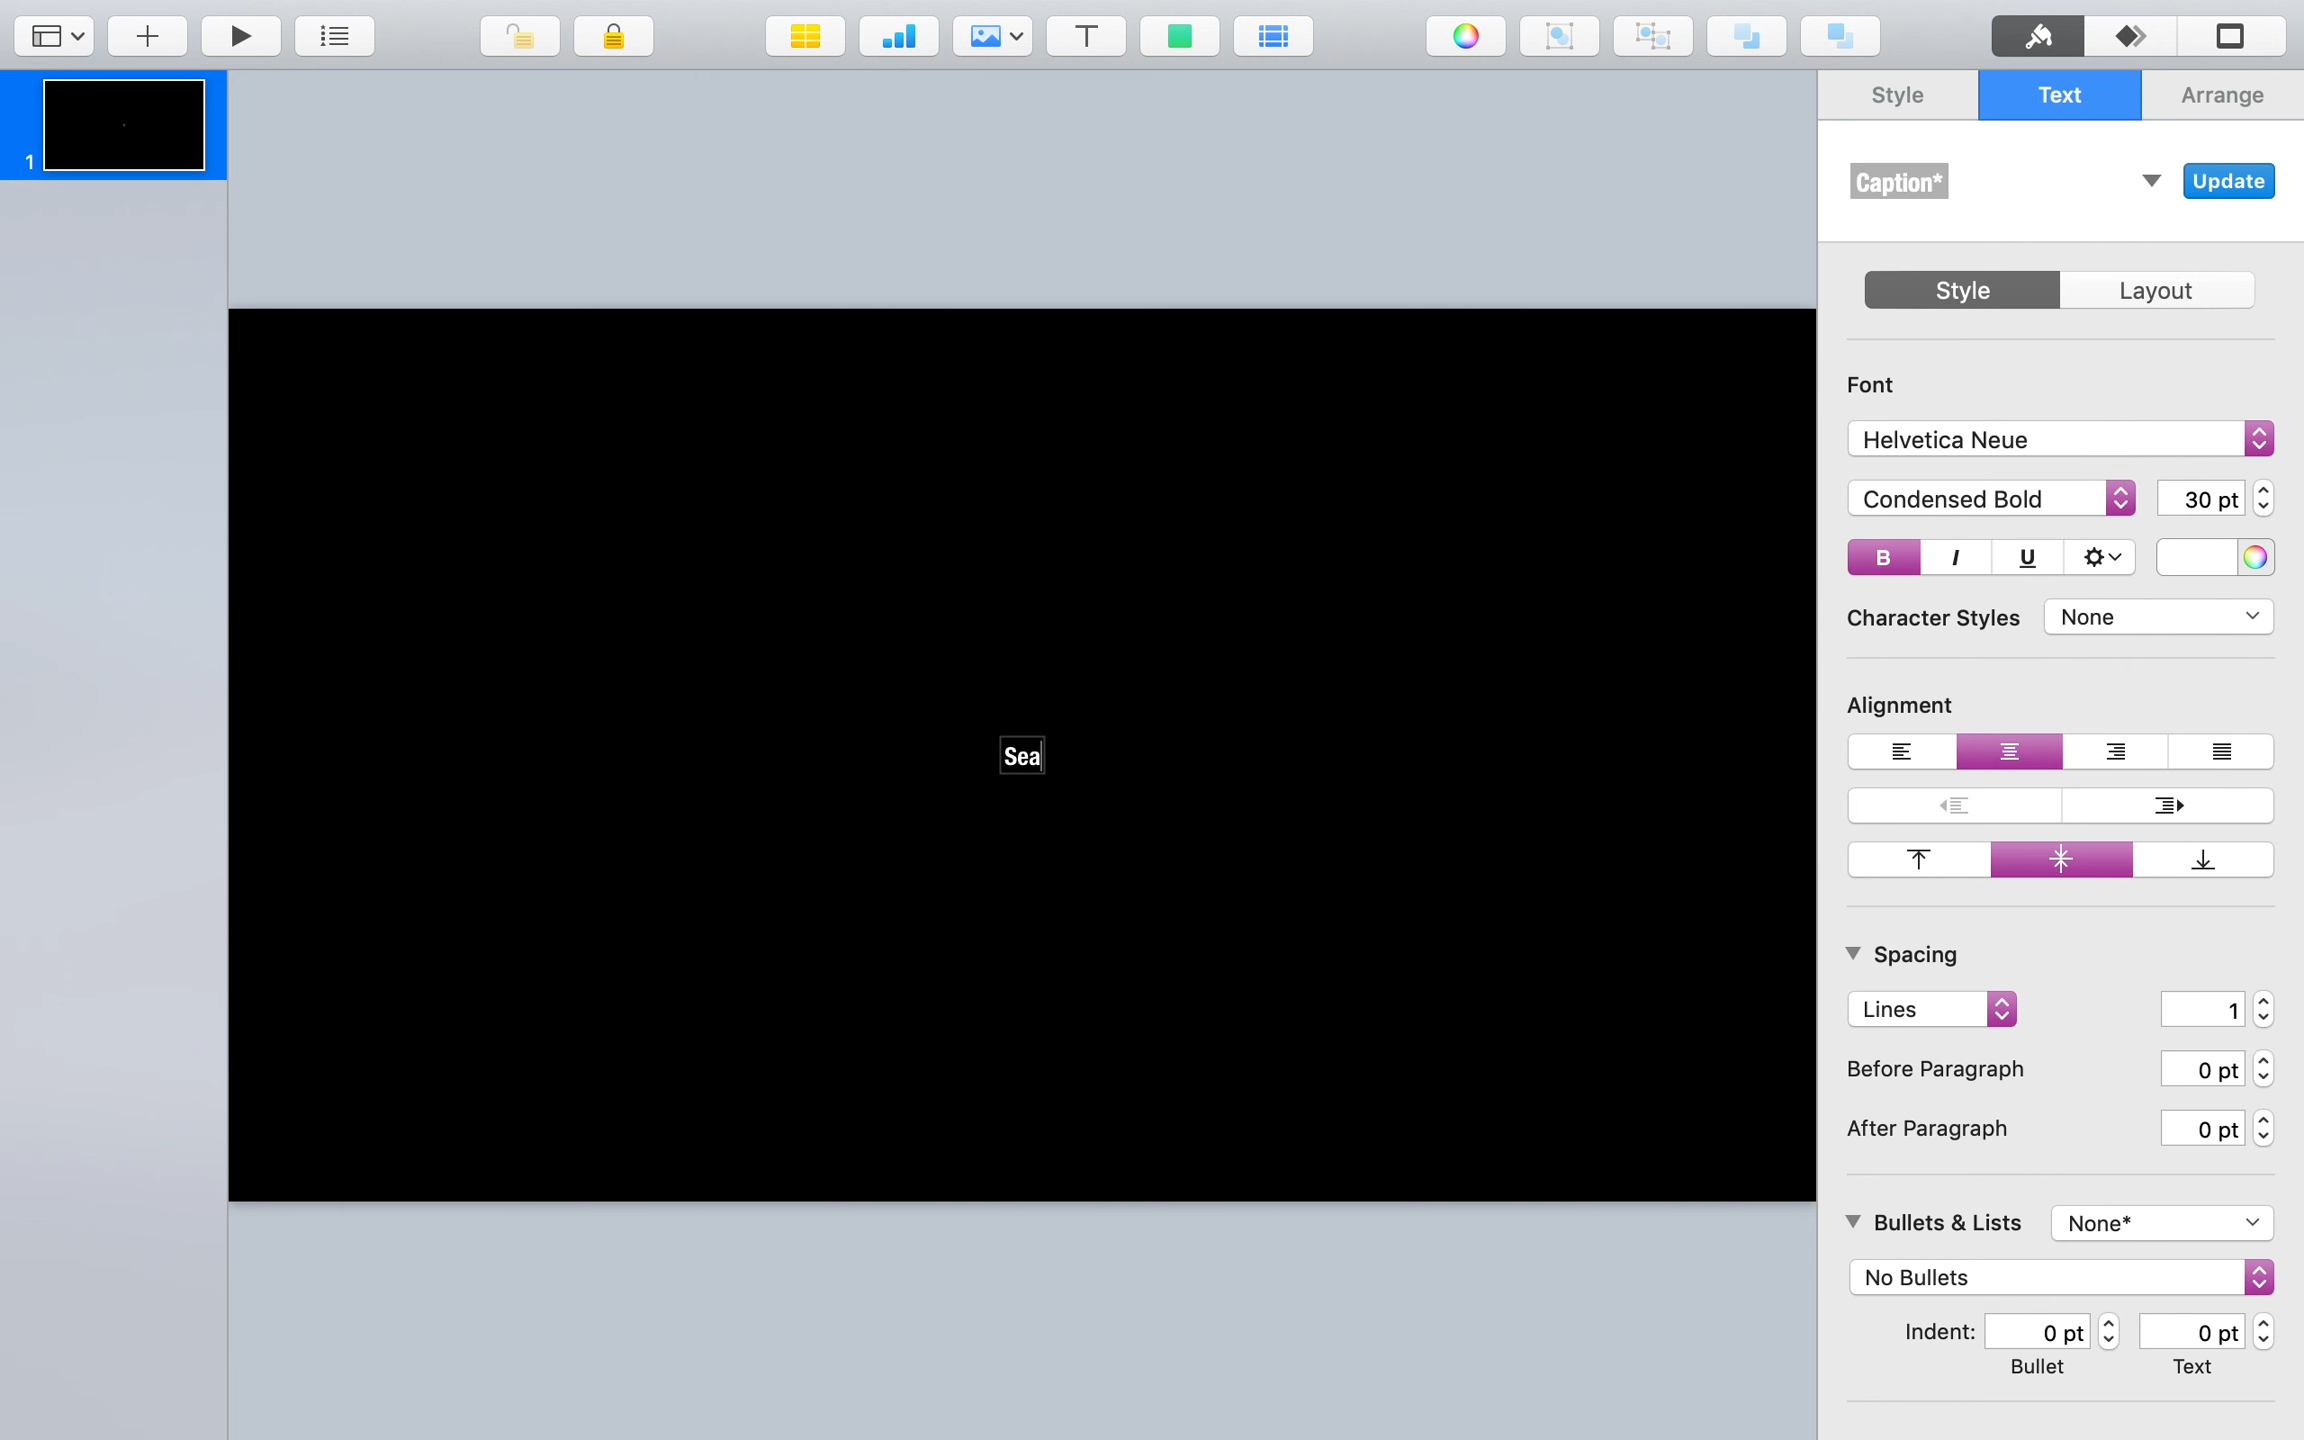 Style
Text
Arrange
1
Caption*
Update
Style
Layout
Font
Helvetica Neue
Condensed Bold
30 pt
B
I
U
Character Styles
None
Alignment
Sea
Spacing
Lines
1
Before Paragraph
0 pt
After Paragraph
0 pt
Bullets & Lists
None*
No Bullets
Indent:
0 pt
0 pt
Bullet
Text